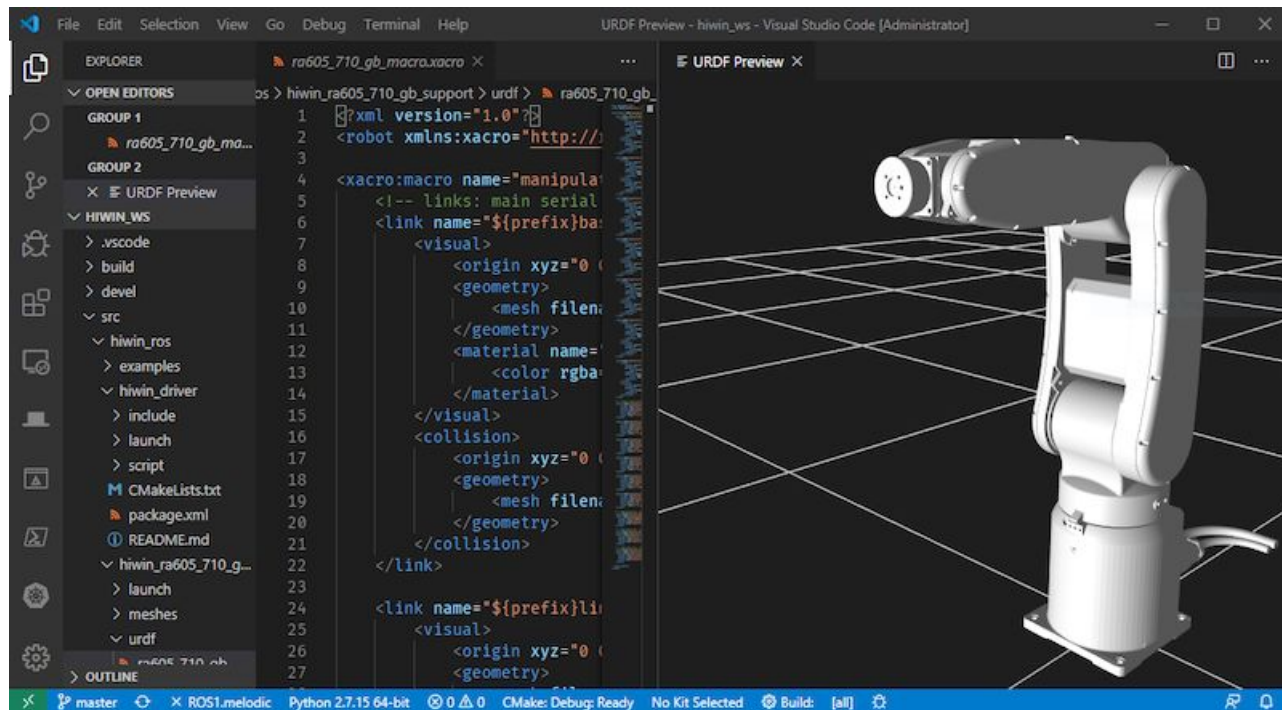 File Edit Selection View Go Debug Terminal Help URDF Preview - hiwin_ws - Visual Studio Code [Administrator]
EXPLORER
OPEN EDITORS
GROUP 1
ra605_710_gb_ma...
GROUP 2
URDF Preview
HIWIN_WS
.vscode
build
devel
src
hiwin_ros
examples
hiwin_driver
include
launch
script
CMakeLists.txt
package.xml
README.md
hiwin_ra605_710_g...
launch
meshes
urdf
ra605_710_gb
OUTLINE
ra605_710_gb_macro.xacro
os > hiwin_ra605_710_gb_support > urdf > ra605_710_gb_
1 <?xml version="1.0"?>
2 <robot xmlns:xacro="http://
3
4 <xacro:macro name="manipula
5 <!-- links: main serial
6 <link name="${prefix}ba
7 <visual>
8 <origin xyz="0
9 <geometry>
10 <mesh filen
11 </geometry>
12 <material name="
13 <color rgba=
14 </material>
15 </visual>
16 <collision>
17 <origin xyz="0
18 <geometry>
19 <mesh filen
20 </geometry>
21 </collision>
22 </link>
23
24 <link name="${prefix}li
25 <visual>
26 <origin xyz="0
27 <geometry>
URDF Preview
master ROS1.melodic Python 2.7.15 64-bit 0 0 CMake: Debug: Ready No Kit Selected Build: [all]